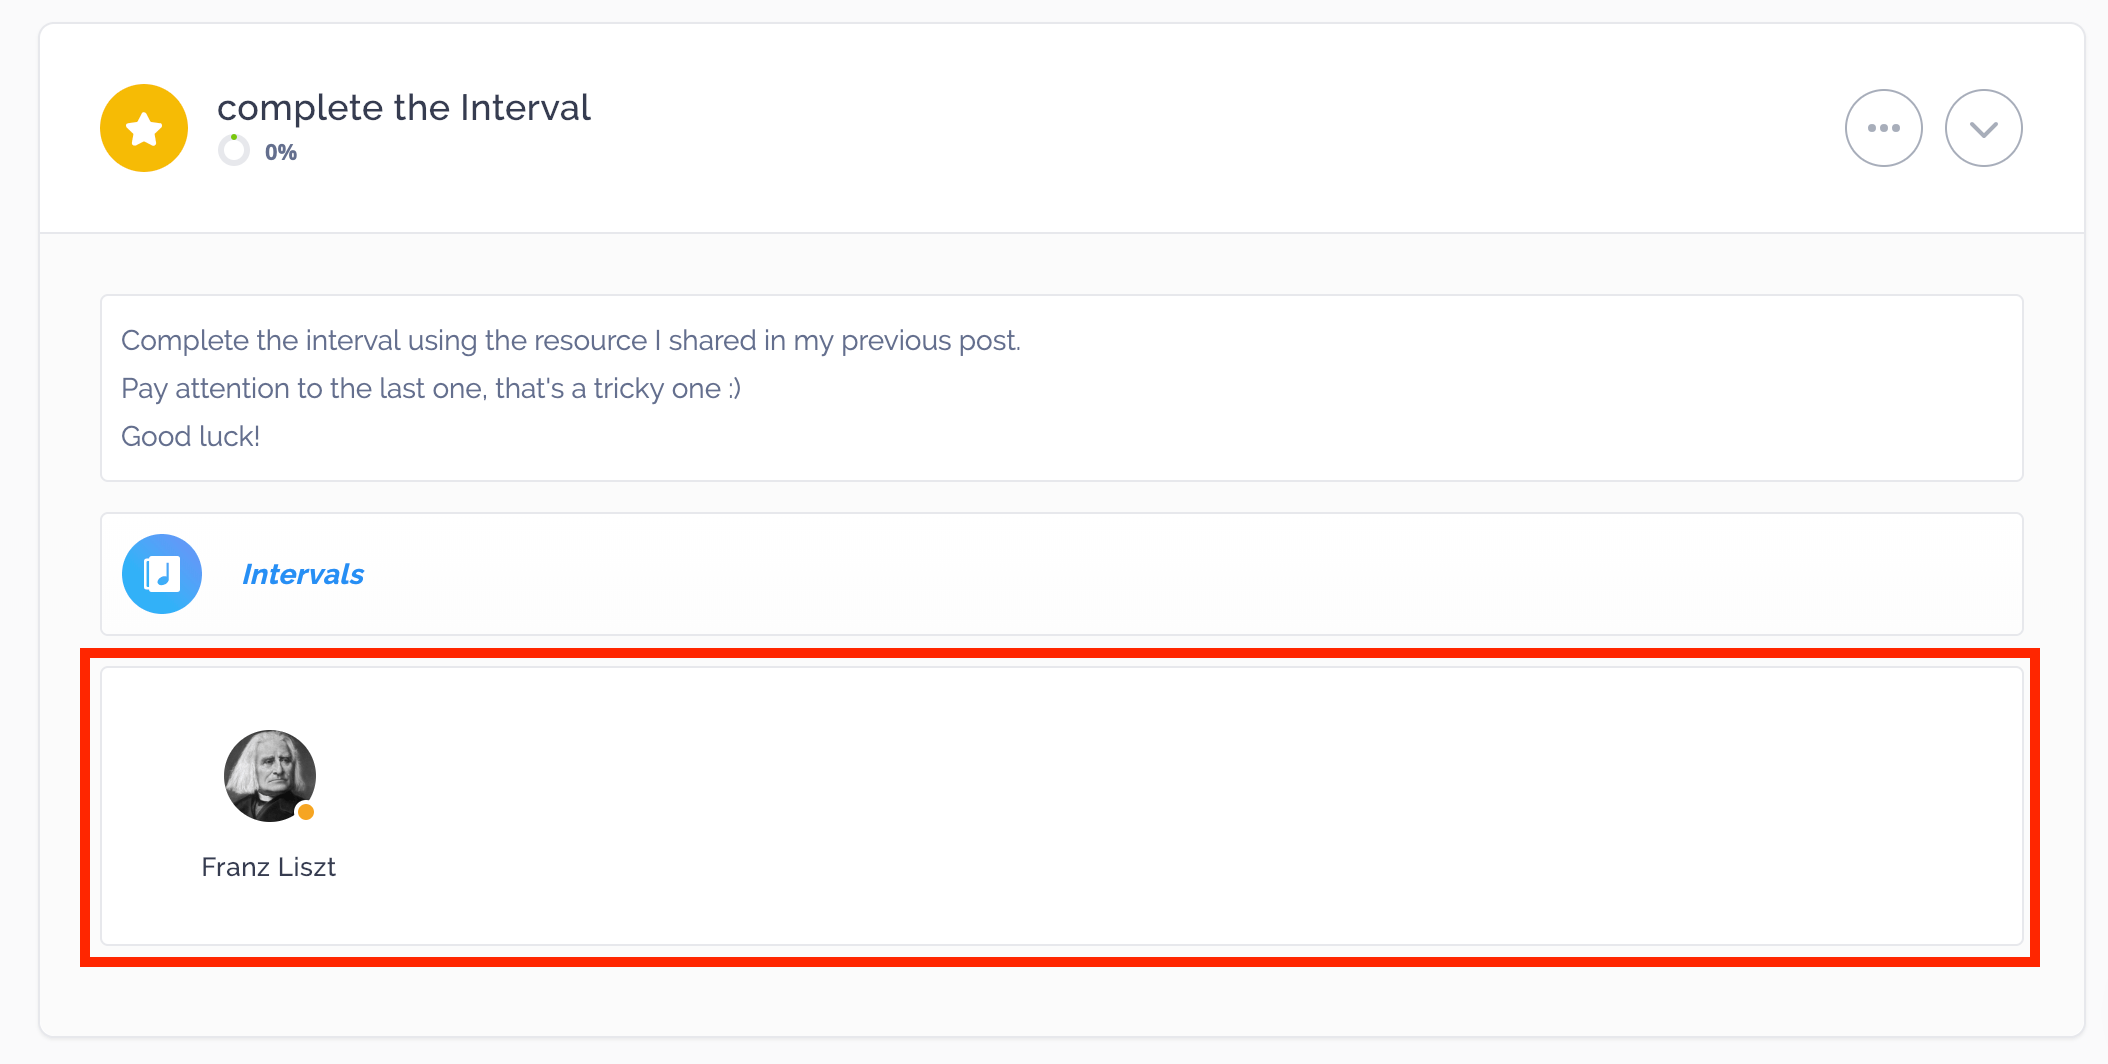 complete the Interval
0%
Complete the interval using the resource I shared in my previous post.
Pay attention to the last one, that's a tricky one :)
Good luck!
Intervals
Franz Liszt